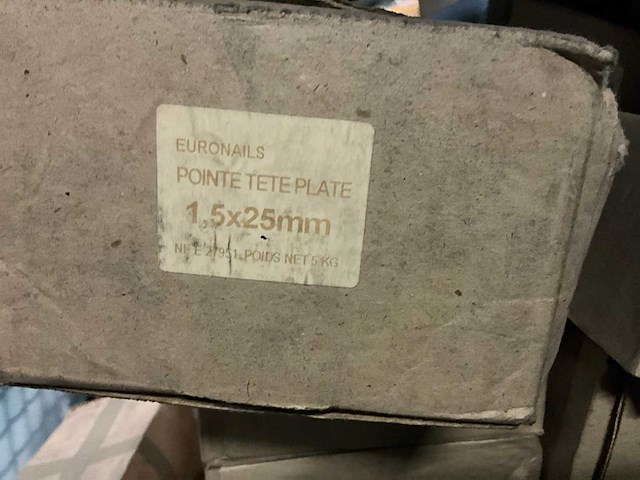 EURONAILS
POINTE TETE PLATE
1,5x25mm
NF E 27951 POIDS NET 5 KG